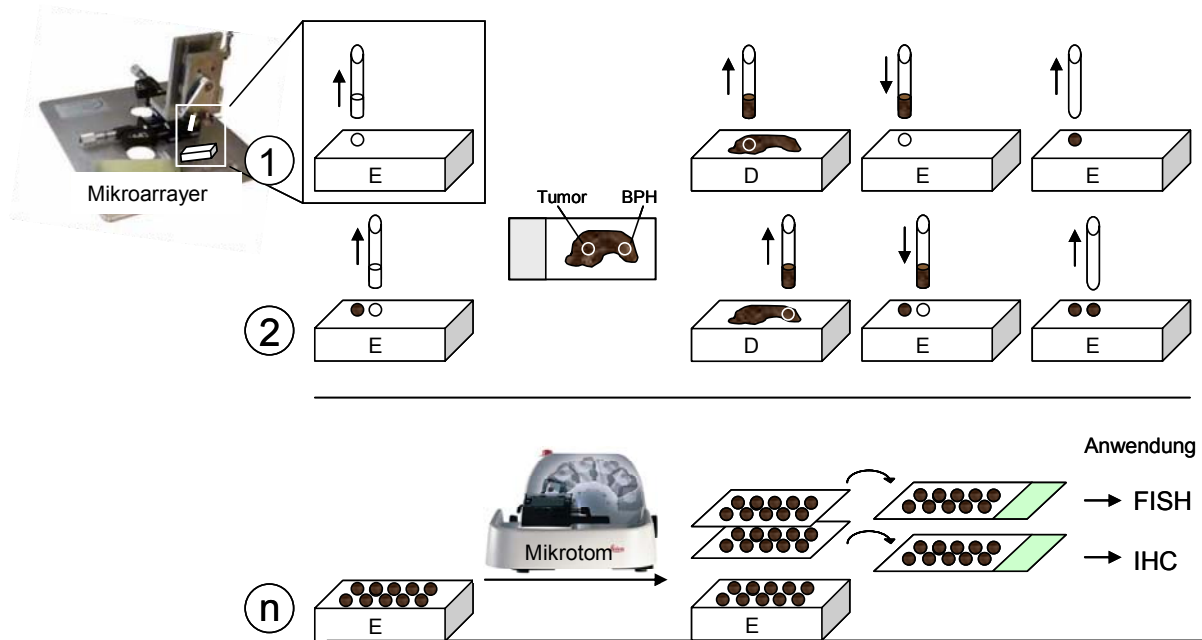 Mikroarrayer
1
E
D
E
E
Tumor
BPH
2
E
D
E
E
Anwendung
FISH
Mikrotom
IHC
n
E
E